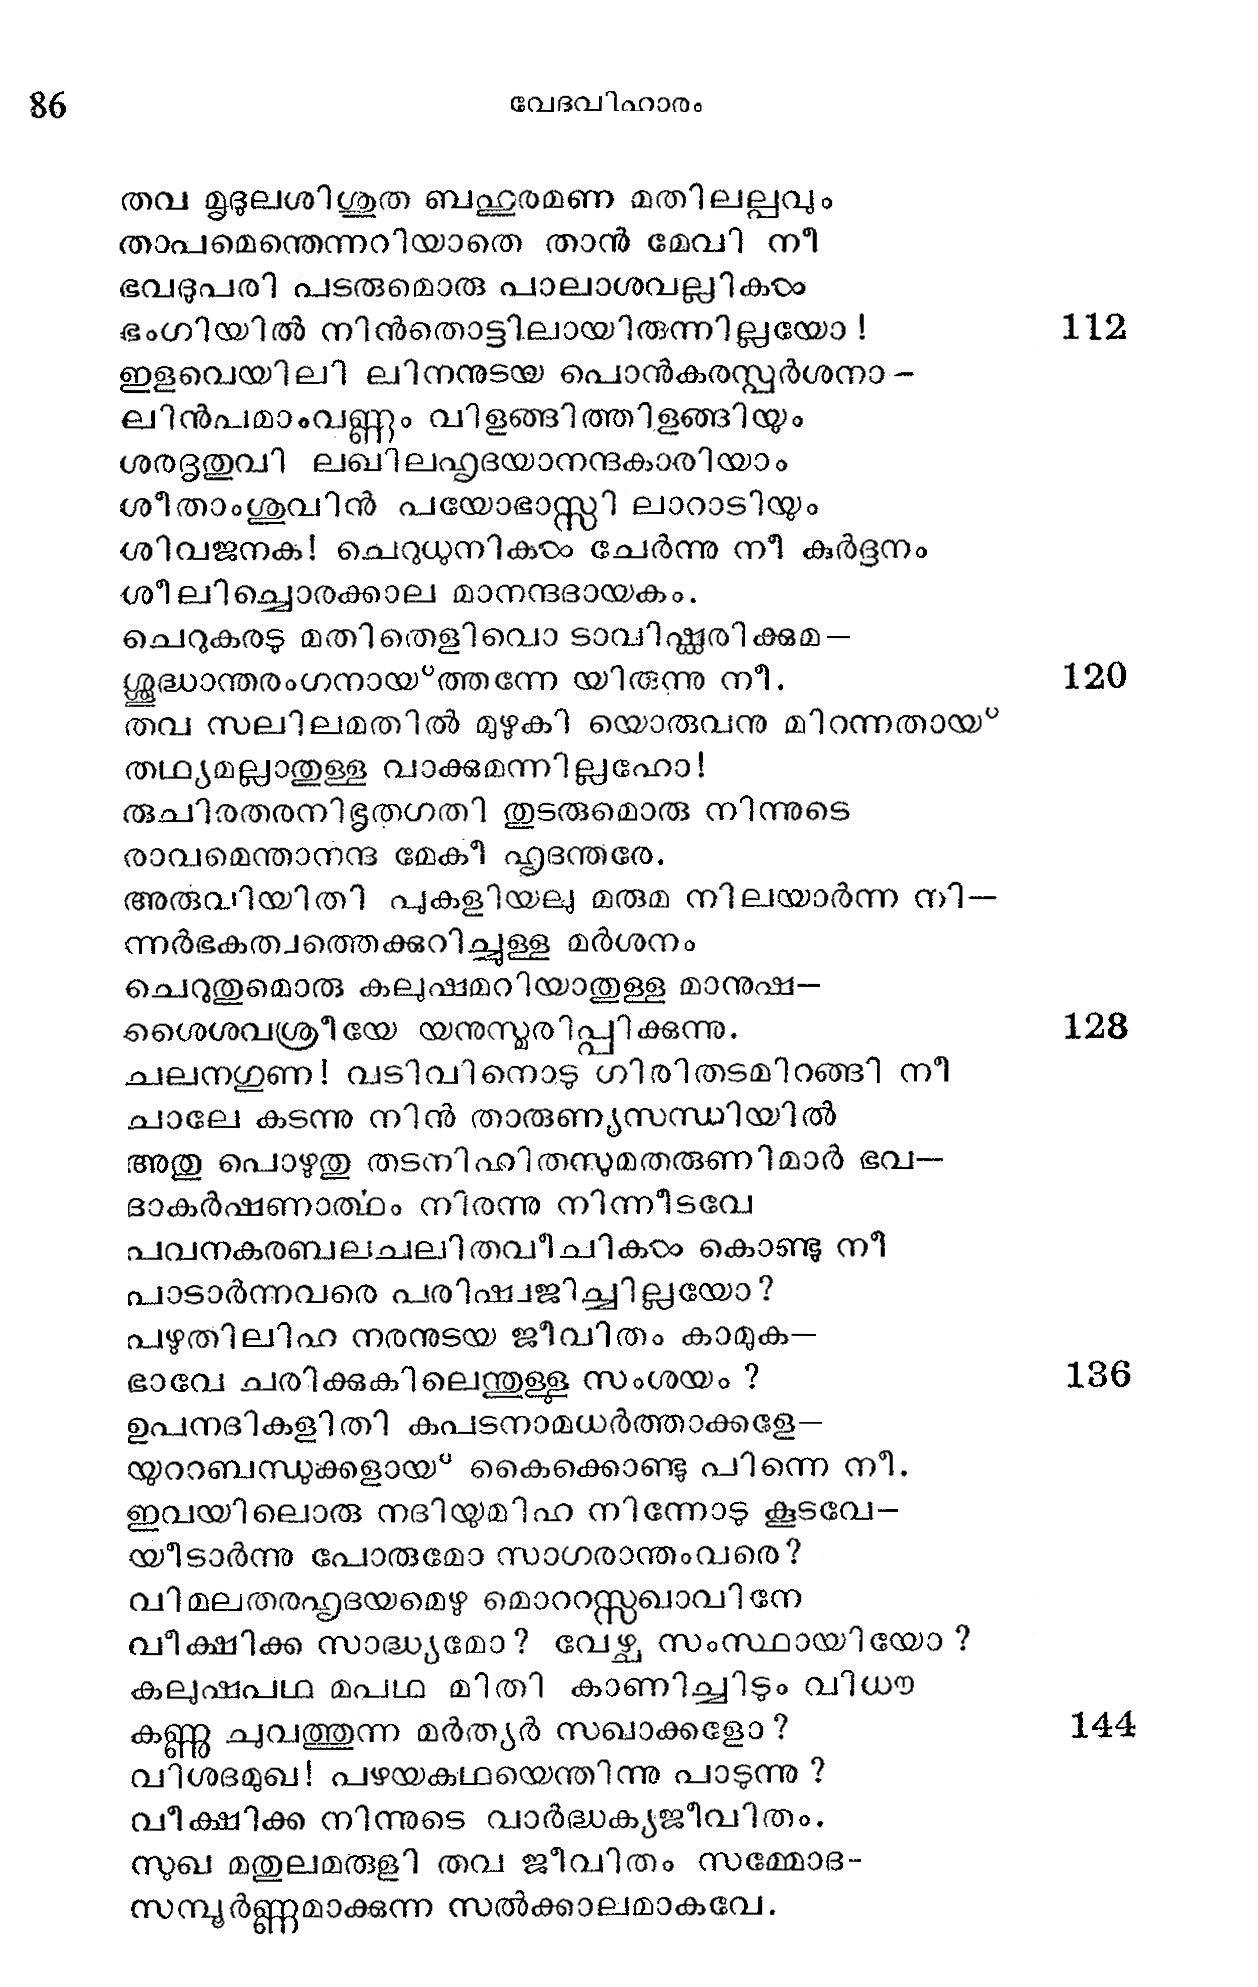 86
വേദവിഹാരം
തവ മൃദുലശിശുത ബഹുരമണ മതിലല്പവും
താപമെന്തെന്നറിയാതെ താൻ മേവി നീ
ഭവദുപരി പടരുമൊരു പാലാശവല്ലികൾ
ഭംഗിയിൽ നിൻതൊട്ടിലായിരുന്നില്ലയോ! 112
ഇളവെയിലി ലിനനുടയ പൊൻകരസ്പർശനാ–
ലിൻപമാംവണ്ണം വിളങ്ങിത്തിളങ്ങിയും
ശരദൃതുവി ലഖിലഹൃദയാനന്ദകാരിയാം
ശീതാംശുവിൻ പയോഭാസ്സി ലാറാടിയും
ശിവജനക! ചെറുധുനികൾ ചേർന്നു നീ കുർദ്ദനം
ശീലിച്ചൊരക്കാല മാനന്ദദായകം.
ചെറുകരടു മതിതെളിവൊ ടാവിഷ്കരിക്കുമ–
ശ്ശുദ്ധാന്തരംഗനായ്ത്തന്നേ യിരുന്നു നീ. 120
തവ സലിലമതിൽ മുഴുകി യൊരുവനു മിറന്നതായ്
തഥ്യമല്ലാതുള്ള വാക്കുമന്നില്ലഹോ!
രുചിരതരനിഭൃതഗതി തുടരുമൊരു നിന്നുടെ
രാവമെന്താനന്ദ മേകീ ഹൃദന്തരേ.
അരുവിയിതി പുകളിയലു മരുമ നിലയാർന്ന നി–
ന്നർഭകത്വത്തെക്കുറിച്ചുള്ള മർശനം
ചെറുതുമൊരു കലുഷമറിയാതുള്ള മാനുഷ–
ശൈശവശ്രീയേ യനുസ്മരിപ്പിക്കുന്നു. 128
ചലനഗുണ! വടിവിനൊടു ഗിരിതടമിറങ്ങി നീ
ചാലേ കടന്നു നിൻ താരുണ്യസന്ധിയിൽ
അതു പൊഴുതു തടനിഹിതസുമതരുണിമാർ ഭവ–
ദാകർഷണാർത്ഥം നിരന്നു നിന്നീടവേ
പവനകരബലചലിതവീചികൾ കൊണ്ടു നീ
പാടാർന്നവരെ പരിഷ്വജിച്ചില്ലയോ?
പഴുതിലിഹ നരനുടയ ജീവിതം കാമുക–
ഭാവേ ചരിക്കുകിലെന്തുള്ളൂ സംശയം ? 136
ഉപനദികളിതി കപടനാമധർത്താക്കളേ–
യുററബന്ധുക്കളായ് കൈക്കൊണ്ടു പിന്നെ നീ.
ഇവയിലൊരു നദിയുമിഹ നിന്നോടു കൂടവേ–
യീടാർന്നു പോരുമോ സാഗരാന്തംവരെ?
വിമലതരഹൃദയമെഴു മൊററസ്സഖാവിനേ
വീക്ഷിക്ക സാദ്ധ്യമോ? വേഴ്ച സംസ്ഥായിയോ ?
കലുഷപഥ മപഥ മിതി കാണിച്ചിടും വിധൗ
കണ്ണു ചുവത്തുന്ന മർത്യർ സഖാക്കളോ? 144
വിശദമുഖ! പഴയകഥയെന്തിന്നു പാടുന്നു ?
വീക്ഷിക്ക നിന്നുടെ വാർദ്ധക്യജീവിതം.
സുഖ മതുലമരുളി തവ ജീവിതം സമ്മോദ-
സമ്പൂർണ്ണമാക്കുന്ന സൽക്കാലമാകവേ.